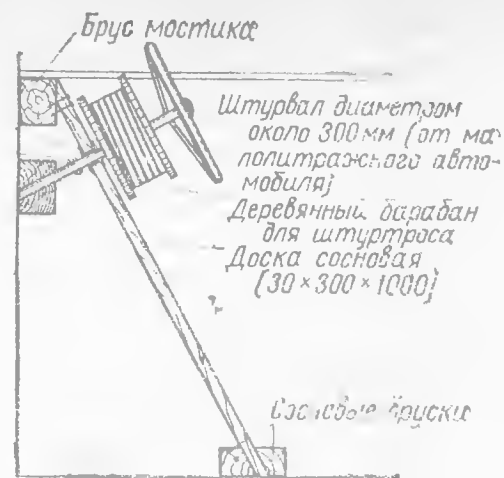 Брус мостика
Штурвал диаметром
около 300 мм (от ма-
лолитражного авто-
мобиля)
Деревянный барабан
для штуртроса
Доска сосновая
(30×300×1000)
Сосновые бруски